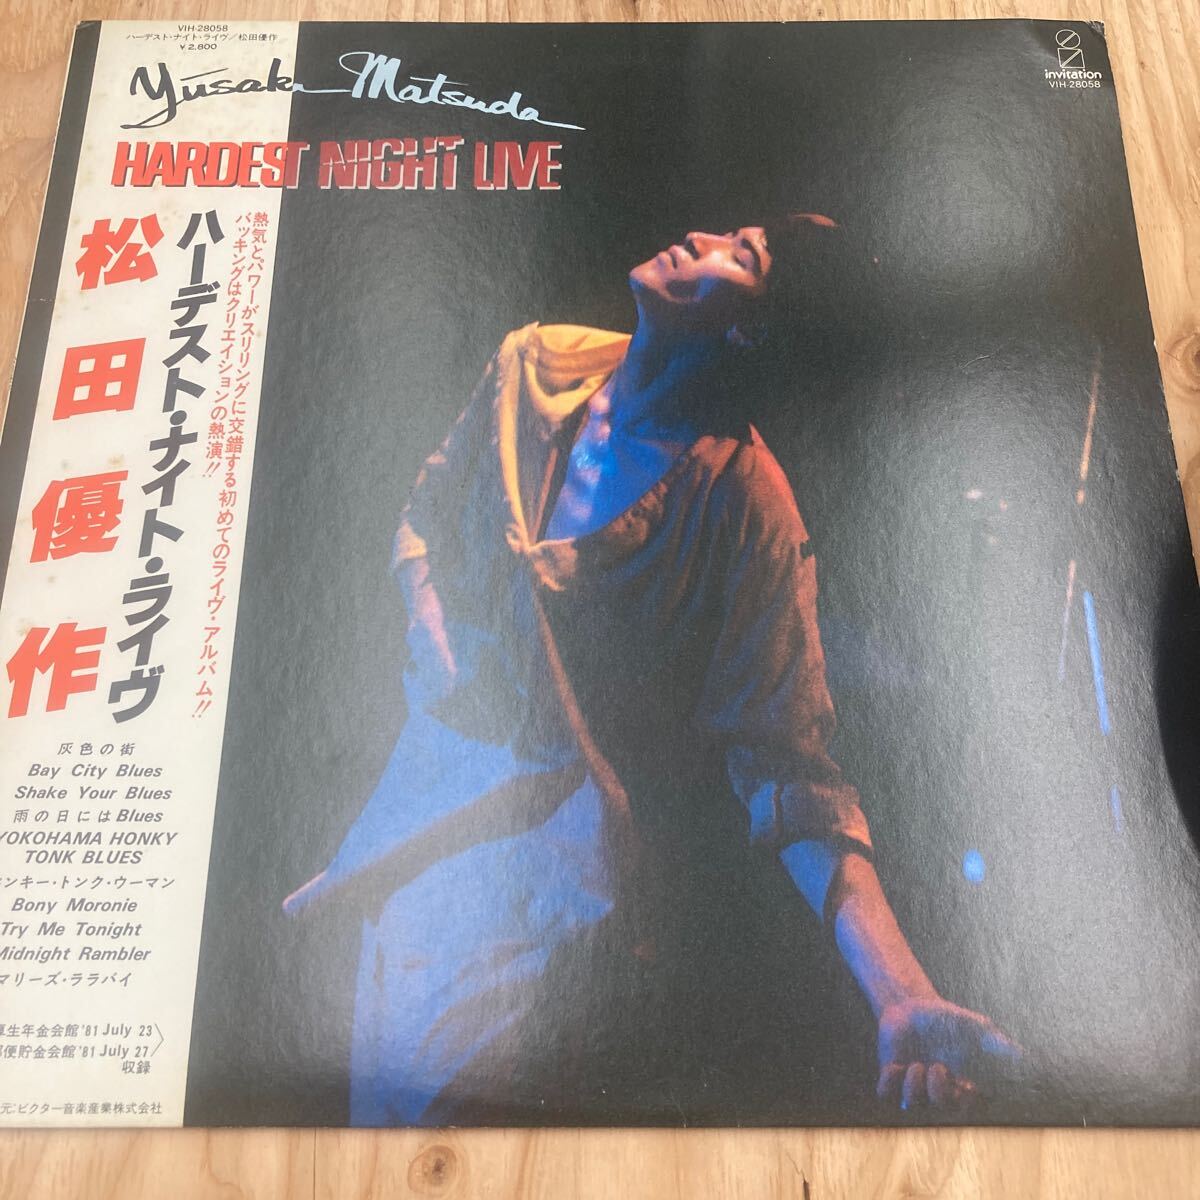 VIH-28058
ハーデスト・ナイト・ライヴ/松田優作
¥2,800
Yūsaku Matsuda
HARDEST NIGHT LIVE
invitation
VIH-28058
松田優作
ハーデスト・ナイト・ライヴ
熱気とパワーがスリリングに交錯する初めてのライヴ・アルバム!!
バッキングはクリエイションの熱演!!
灰色の街
Bay City Blues
Shake Your Blues
雨の日にはBlues
YOKOHAMA HONKY
TONK BLUES
ンキー・トンク・ウーマン
Bony Moronie
Try Me Tonight
Midnight Rambler
マリーズ・ララバイ
厚生年金会館'81 July 23
便貯金会館'81 July 27〉
収録
元:ビクター音楽産業株式会社